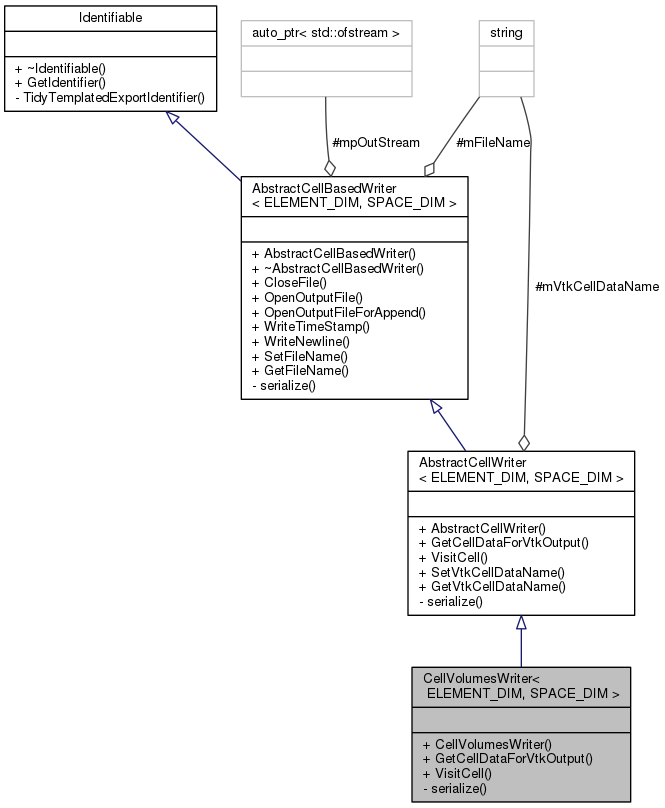 Identifiable
+ ~Identifiable()
+ GetIdentifier()
- TidyTemplatedExportIdentifier()
auto_ptr< std::ofstream >
string
#mpOutStream
#mFileName
AbstractCellBasedWriter
< ELEMENT_DIM, SPACE_DIM >
+ AbstractCellBasedWriter()
+ ~AbstractCellBasedWriter()
+ CloseFile()
+ OpenOutputFile()
+ OpenOutputFileForAppend()
+ WriteTimeStamp()
+ WriteNewline()
+ SetFileName()
+ GetFileName()
- serialize()
#mVtkCellDataName
AbstractCellWriter
< ELEMENT_DIM, SPACE_DIM >
+ AbstractCellWriter()
+ GetCellDataForVtkOutput()
+ VisitCell()
+ SetVtkCellDataName()
+ GetVtkCellDataName()
- serialize()
CellVolumesWriter<
ELEMENT_DIM, SPACE_DIM >
+ CellVolumesWriter()
+ GetCellDataForVtkOutput()
+ VisitCell()
- serialize()